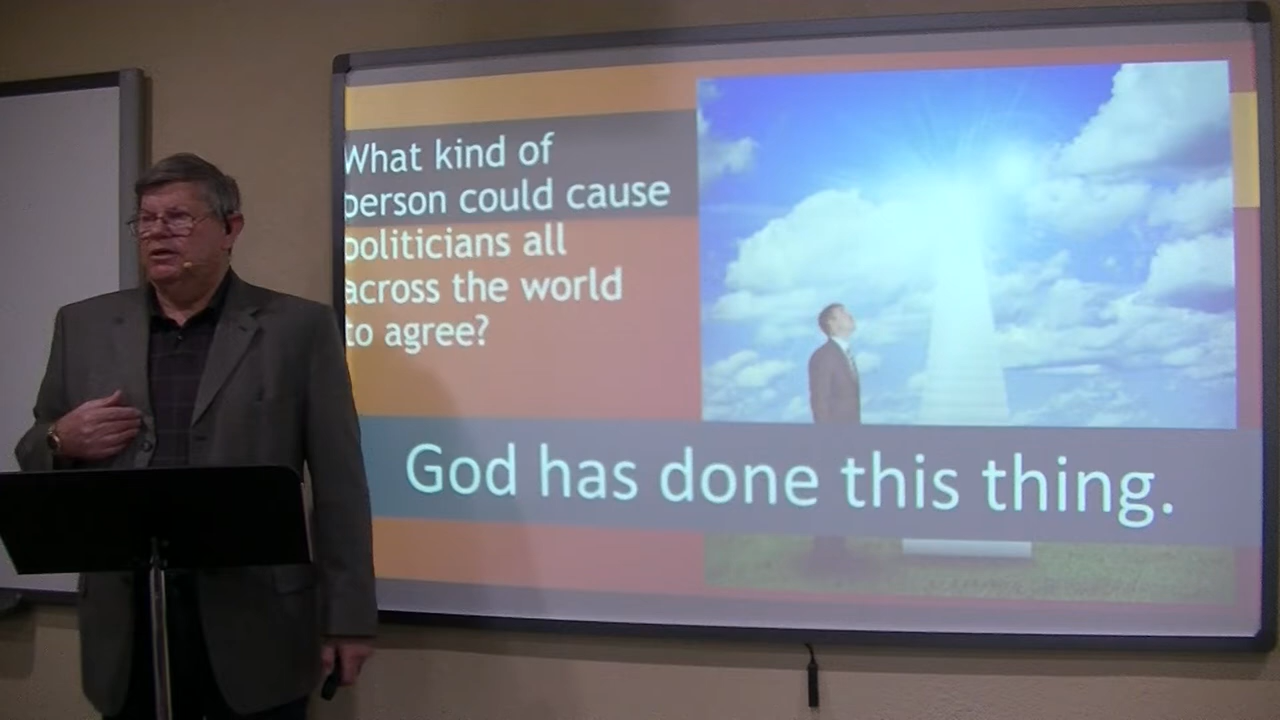 What kind of
person could cause
politicians all
across the world
to agree?
God has done this thing.